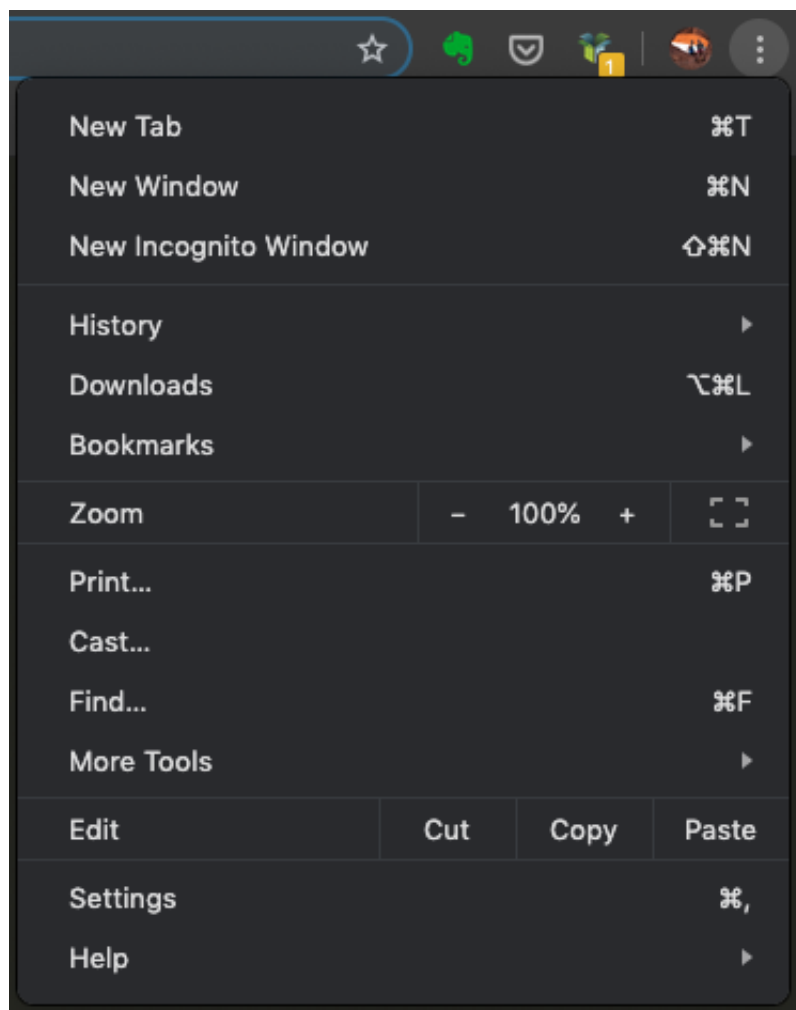 1
New Tab ⌘T
New Window ⌘N
New Incognito Window ⇧⌘N
History
Downloads ⌥⌘L
Bookmarks
Zoom - 100% +
Print... ⌘P
Cast...
Find... ⌘F
More Tools
Edit Cut Copy Paste
Settings ⌘,
Help